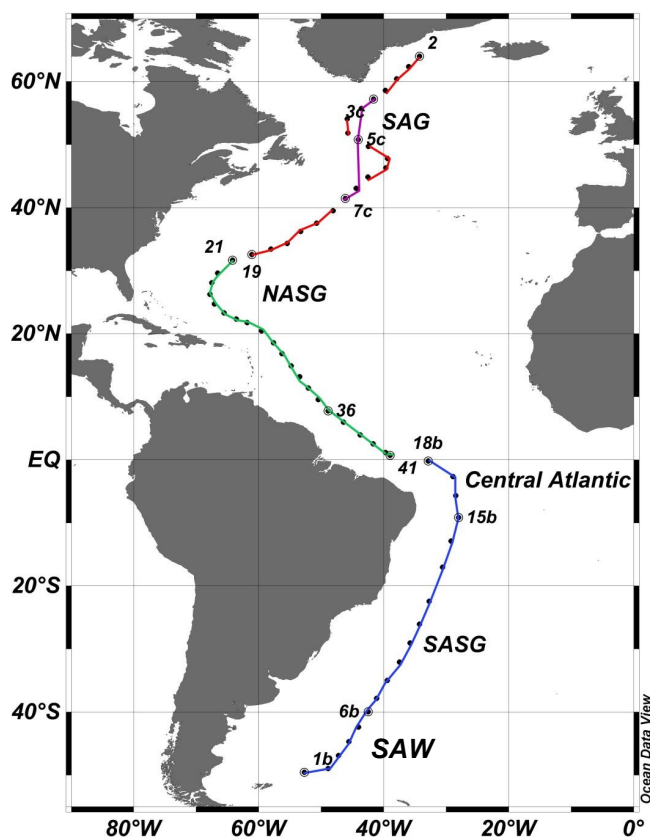 2
60°N
3c
SAG
5c
40°N
7c
21
19
NASG
20°N
36
18b
EQ
41
Central Atlantic
15b
20°S
SASG
40°S
6b
SAW
1b
Ocean Data View
80°W
60°W
40°W
20°W
0°